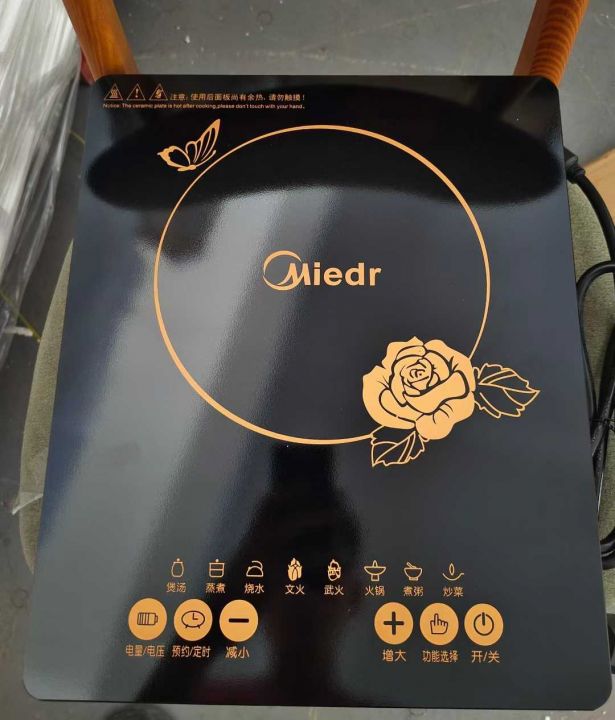 注意:使用后面板尚有余热,请勿触摸!
Notice: The ceramic plate is hot after cooking,please don't touch with your hand.
Miedr
煲汤 蒸煮 烧水 文火 武火 火锅 煮粥 炒菜
电量/电压 预约/定时 减小 增大 功能选择 开/关